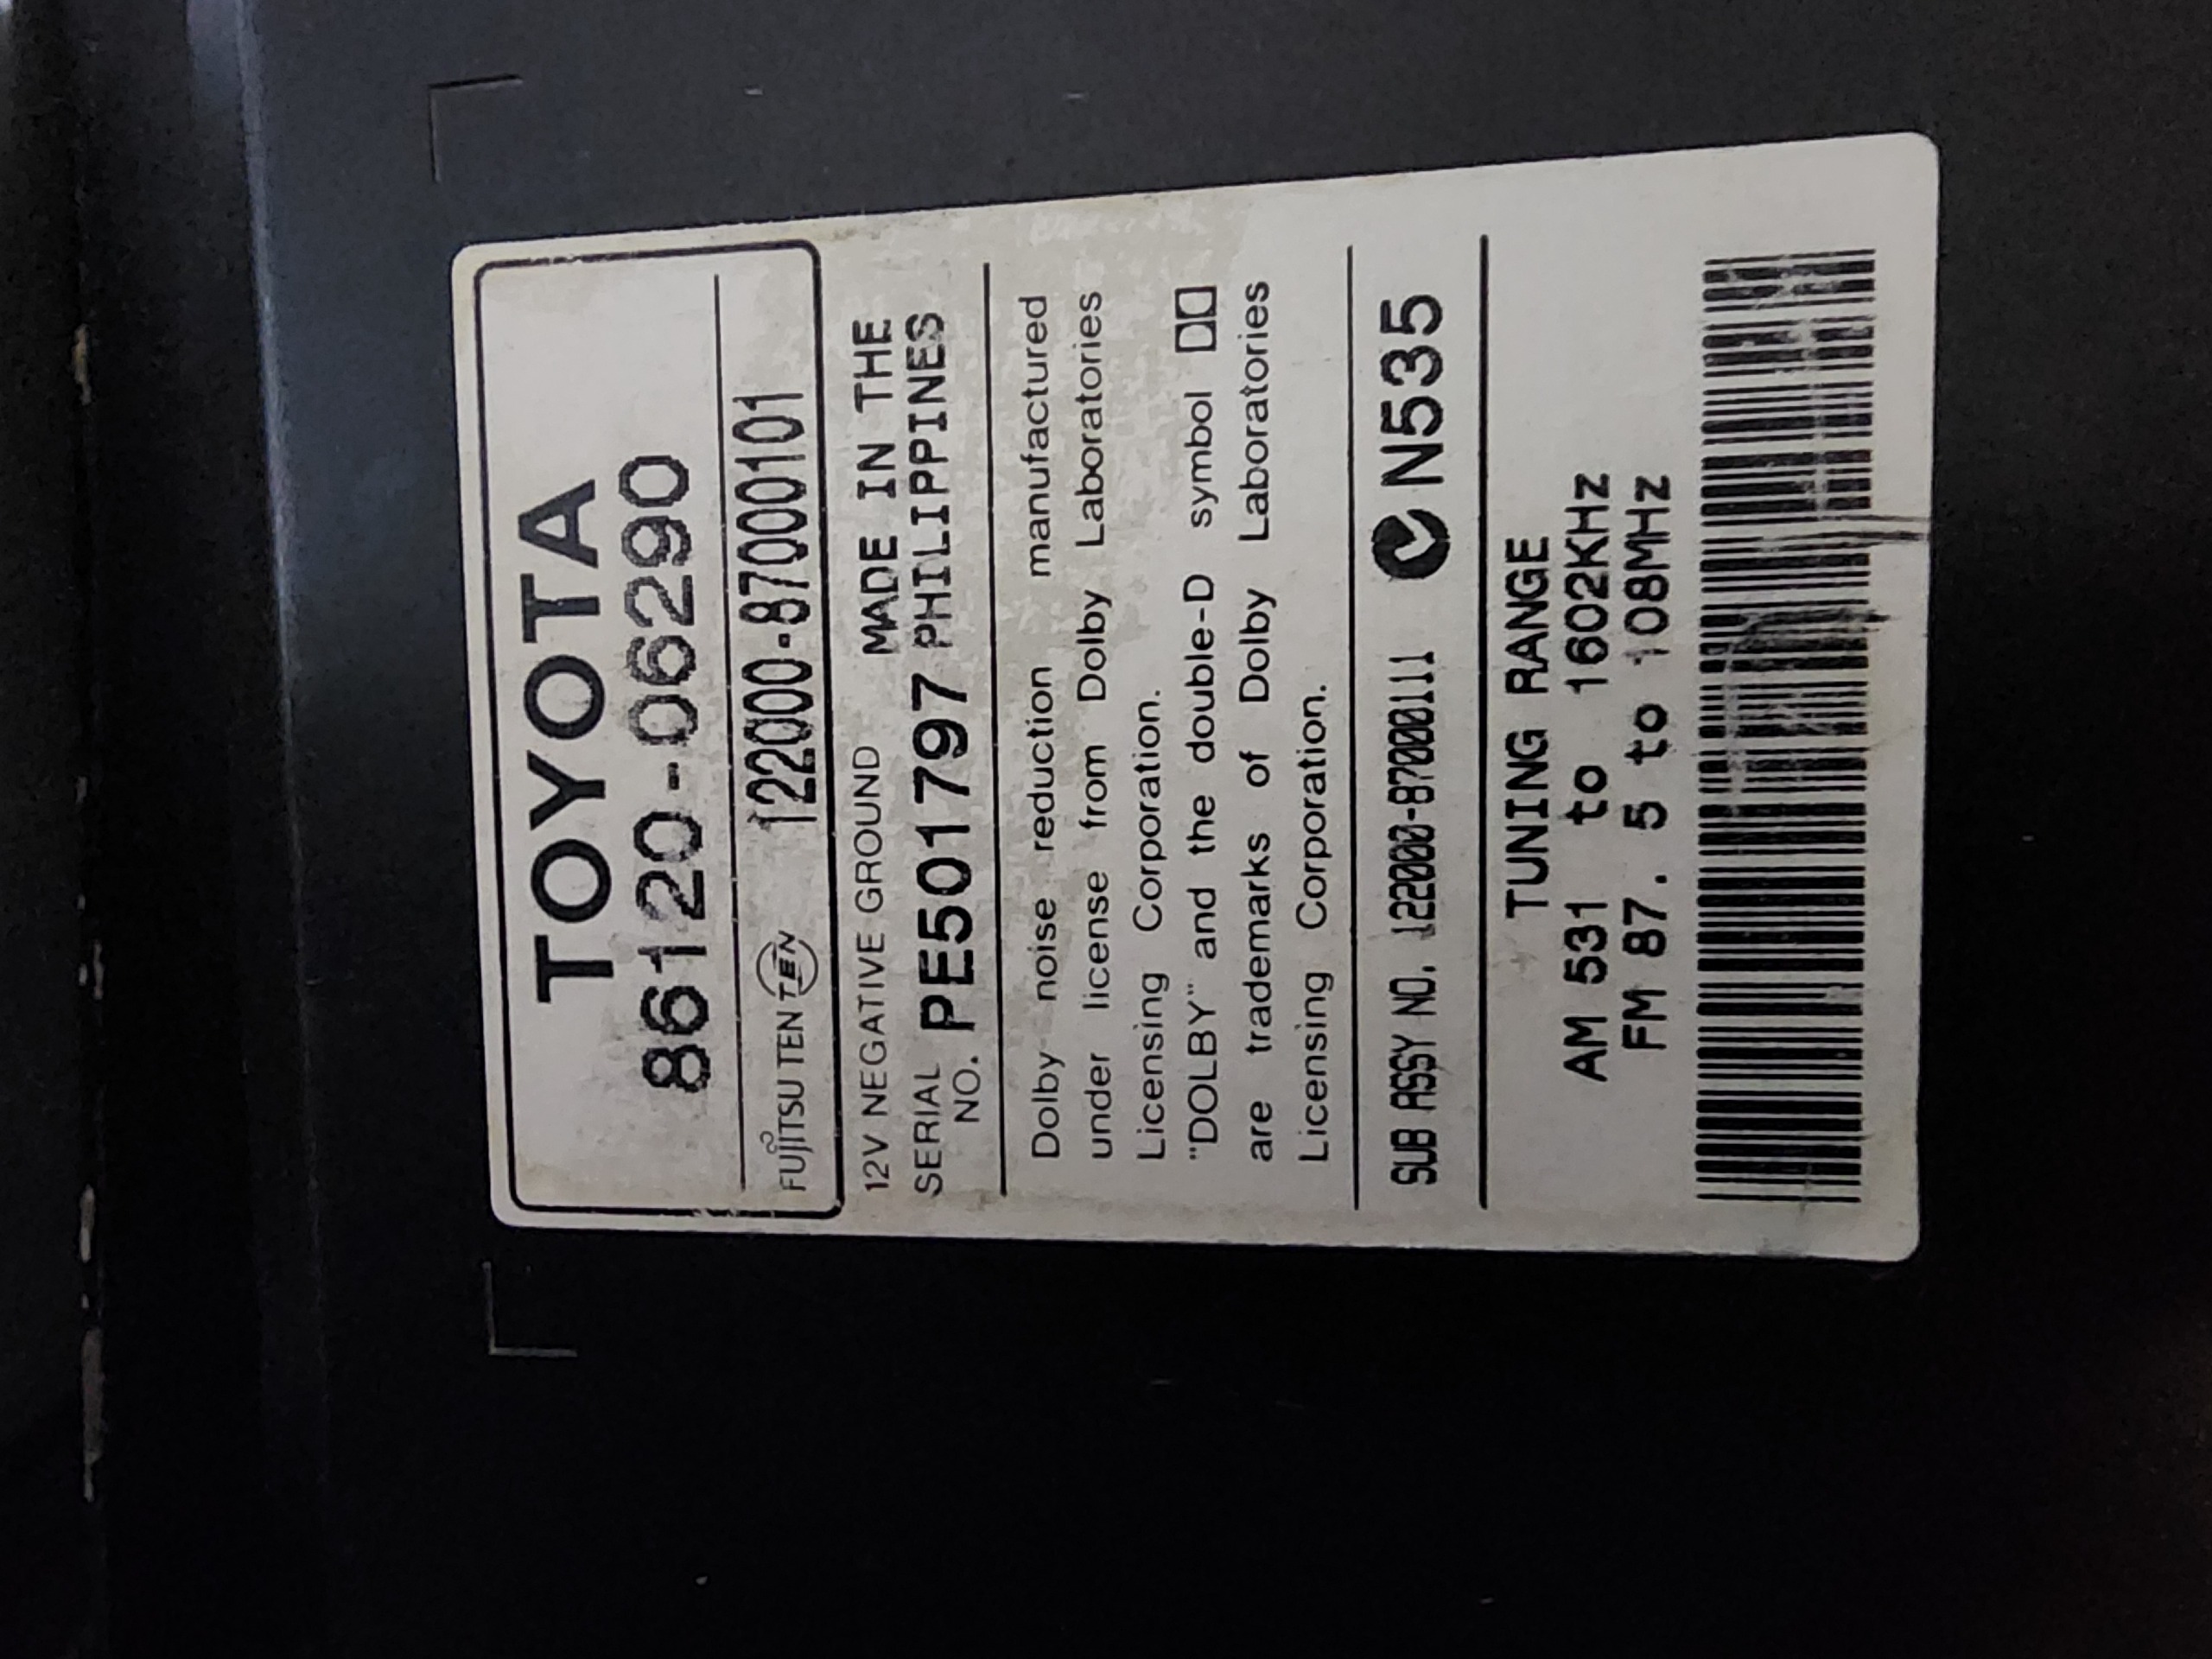 TOYOTA
86120-06290
FUJITSU TEN TEN 122000-87000101
12V NEGATIVE GROUND MADE IN THE
SERIAL NO. PE501797 PHILIPPINES
Dolby noise reduction manufactured
under license from Dolby Laboratories
Licensing Corporation.
"DOLBY" and the double-D symbol
are trademarks of Dolby Laboratories
Licensing Corporation.
SUB ASSY NO. 122000-87000111 N535
TUNING RANGE
AM 531 to 1602KHz
FM 87. 5 to 108MHz